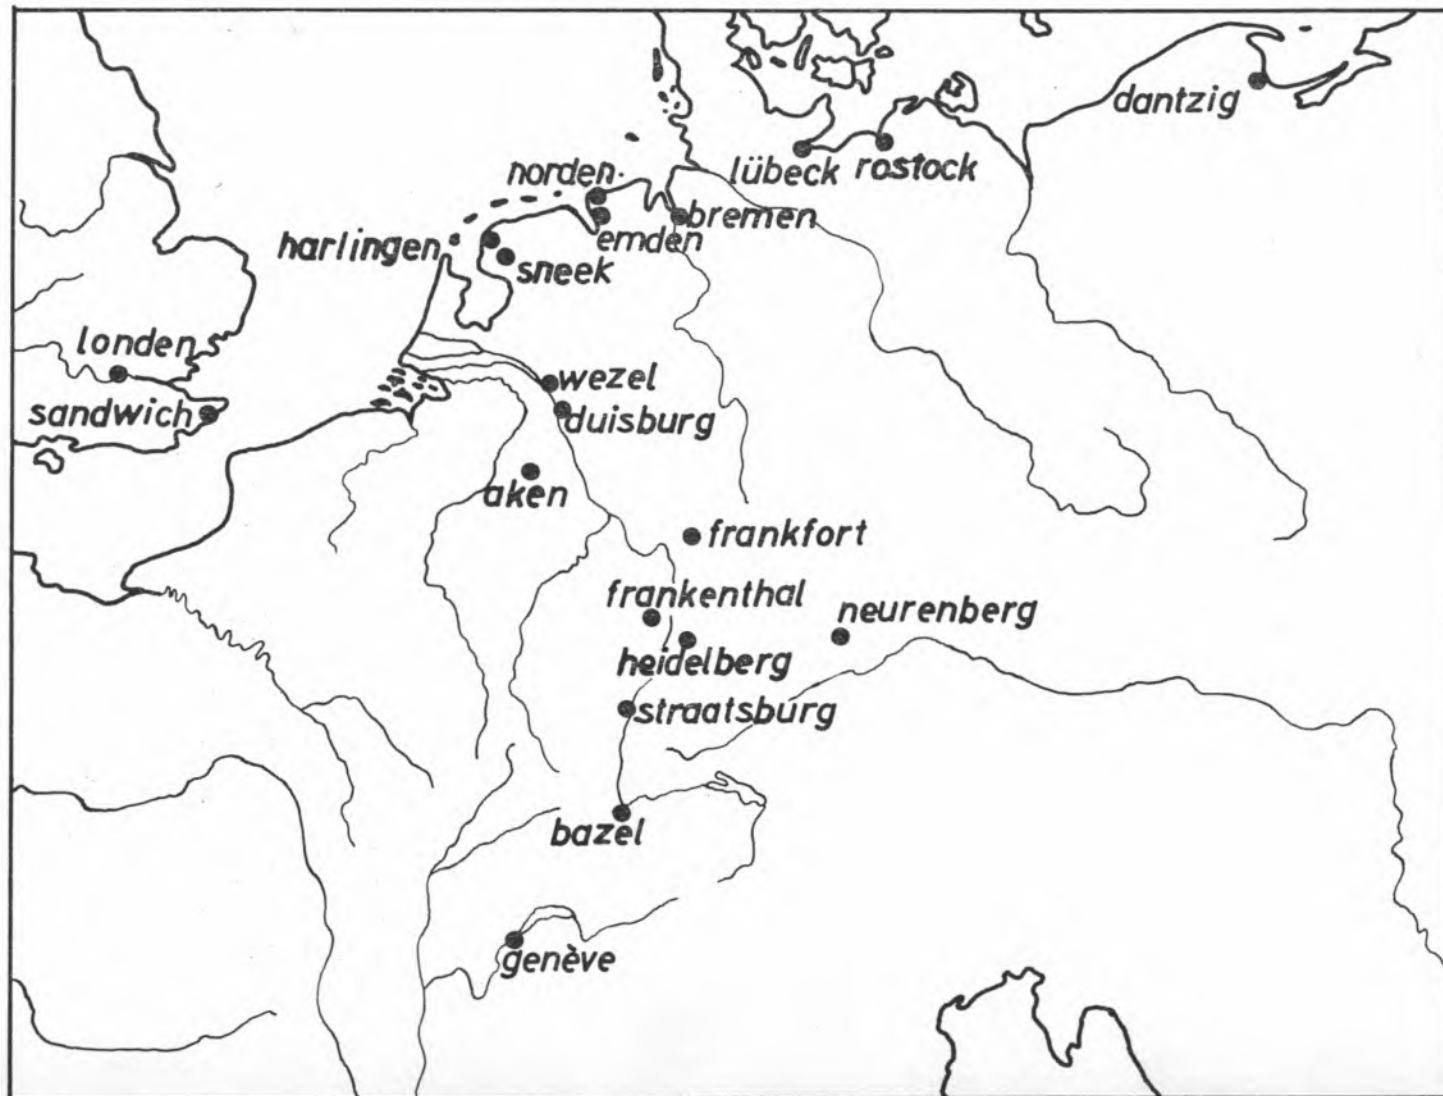 dantzig
lübeck
rostock
norden
bremen
emden
harlingen
sneek
londen
wezel
sandwich
duisburg
aken
frankfort
frankenthal
neurenberg
heidelberg
straatsburg
bazel
genève